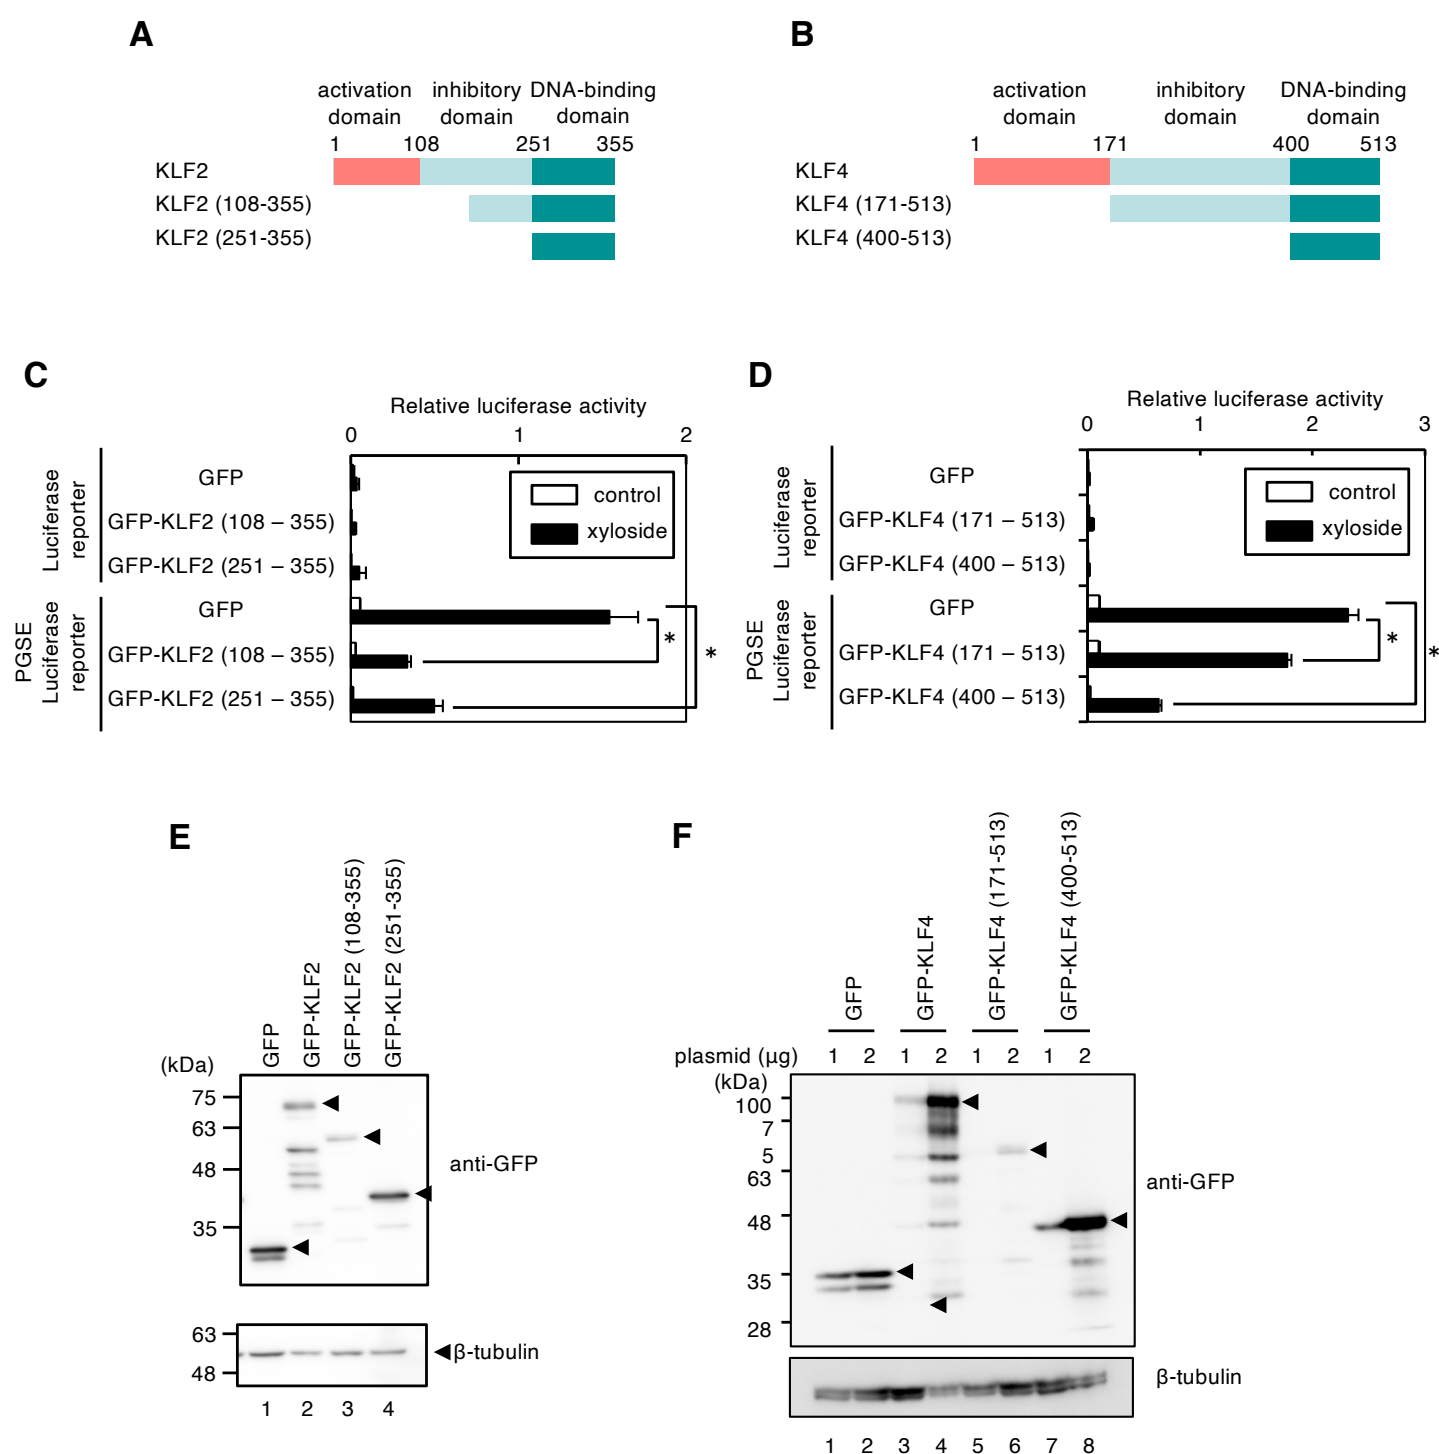 A
activation domain
inhibitory domain
DNA-binding domain
1 108 251 355
KLF2
KLF2 (108-355)
KLF2 (251-355)
B
activation domain
inhibitory domain
DNA-binding domain
1 171 400 513
KLF4
KLF4 (171-513)
KLF4 (400-513)
C
Relative luciferase activity
0 1 2
Luciferase reporter
GFP
GFP-KLF2 (108 – 355)
GFP-KLF2 (251 – 355)
PGSE Luciferase reporter
GFP
GFP-KLF2 (108 – 355)
GFP-KLF2 (251 – 355)
control
xyloside
*
*
D
Relative luciferase activity
0 1 2 3
Luciferase reporter
GFP
GFP-KLF4 (171 – 513)
GFP-KLF4 (400 – 513)
PGSE Luciferase reporter
GFP
GFP-KLF4 (171 – 513)
GFP-KLF4 (400 – 513)
control
xyloside
*
*
E
GFP
GFP-KLF2
GFP-KLF2 (108-355)
GFP-KLF2 (251-355)
(kDa)
75
63
48
35
anti-GFP
63
48
β-tubulin
1 2 3 4
F
GFP
GFP-KLF4
GFP-KLF4 (171-513)
GFP-KLF4 (400-513)
plasmid (μg) 1 2 1 2 1 2 1 2
(kDa)
100
7
5
63
48
35
28
anti-GFP
β-tubulin
1 2 3 4 5 6 7 8